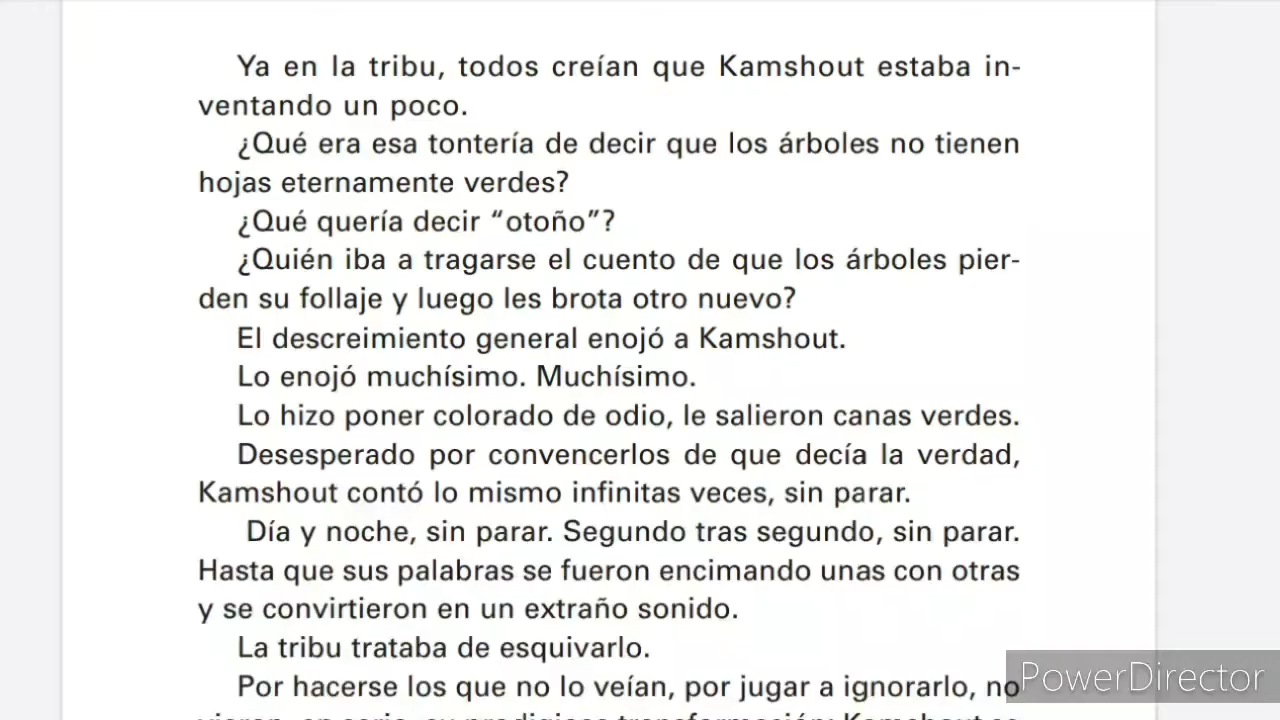 Ya en la tribu, todos creían que Kamshout estaba in-
ventando un poco.
¿Qué era esa tontería de decir que los árboles no tienen
hojas eternamente verdes?
¿Qué quería decir “otoño”?
¿Quién iba a tragarse el cuento de que los árboles pier-
den su follaje y luego les brota otro nuevo?
El descreimiento general enojó a Kamshout.
Lo enojó muchísimo. Muchísimo.
Lo hizo poner colorado de odio, le salieron canas verdes.
Desesperado por convencerlos de que decía la verdad,
Kamshout contó lo mismo infinitas veces, sin parar.
Día y noche, sin parar. Segundo tras segundo, sin parar.
Hasta que sus palabras se fueron encimando unas con otras
y se convirtieron en un extraño sonido.
La tribu trataba de esquivarlo.
Por hacerse los que no lo veían, por jugar a ignorarlo, no
PowerDirector